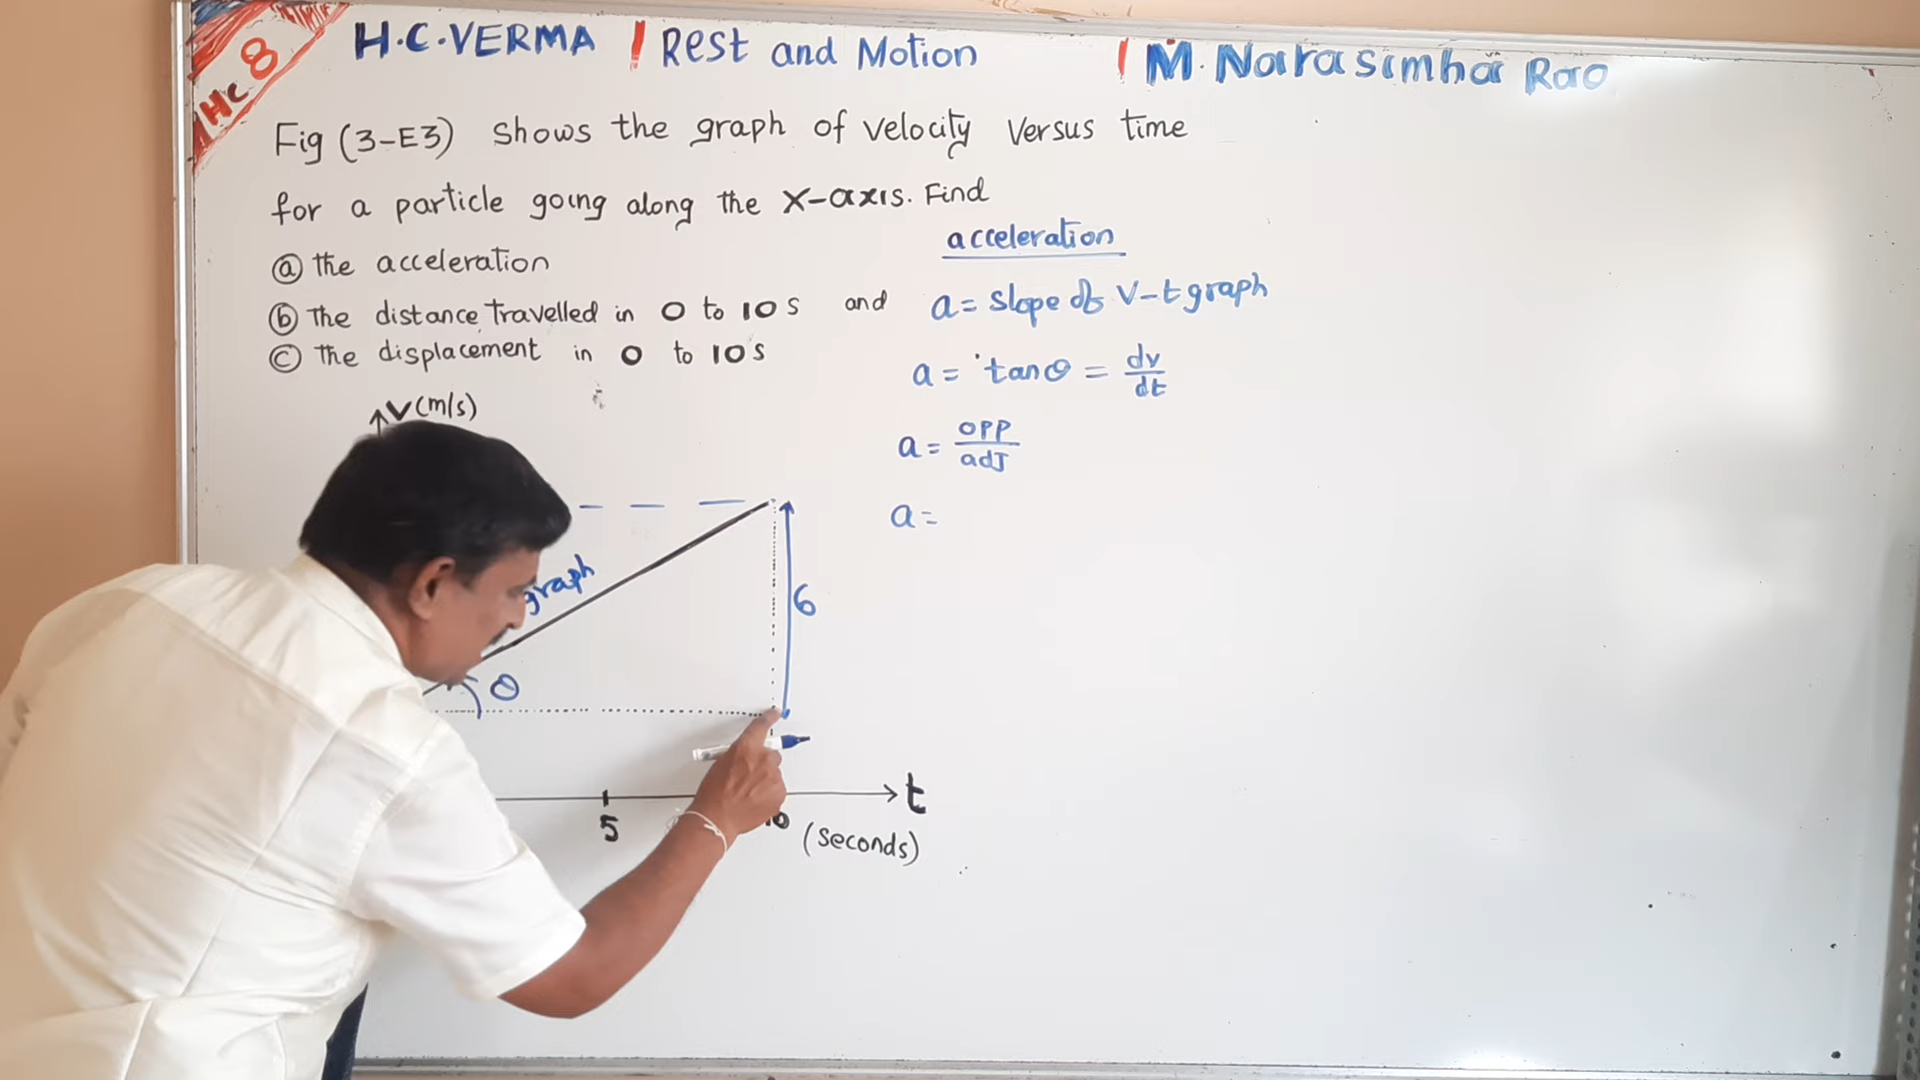 HC 8
H.C.VERMA | Rest and Motion | M. Narasimha Rao
Fig (3-E3) Shows the graph of velocity Versus time
for a particle going along the X-axis. Find
ⓐ the acceleration
ⓑ the distance travelled in 0 to 10 s and
ⓒ the displacement in 0 to 10 s
acceleration
a = slope of V-t graph
a = tanθ = dv/dt
a = opp/adj
a =
V(m/s)
graph
6
θ
t
5 10
(seconds)